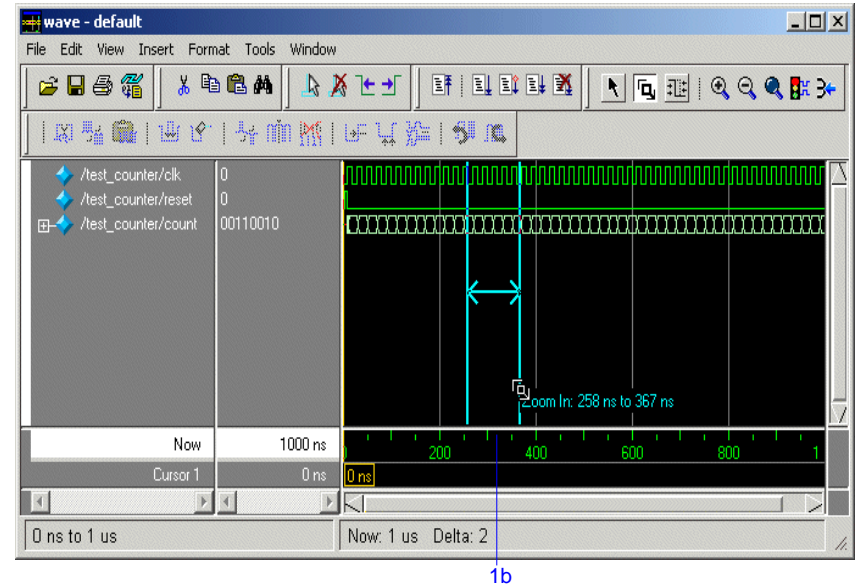 wave - default
File Edit View Insert Format Tools Window
/test_counter/clk 0
/test_counter/reset 0
/test_counter/count 00110010
Zoom In: 258 ns to 367 ns
Now 1000 ns
200 400 600 800 1
Cursor 1 0 ns 0 ns
0 ns to 1 us Now: 1 us Delta: 2
1b